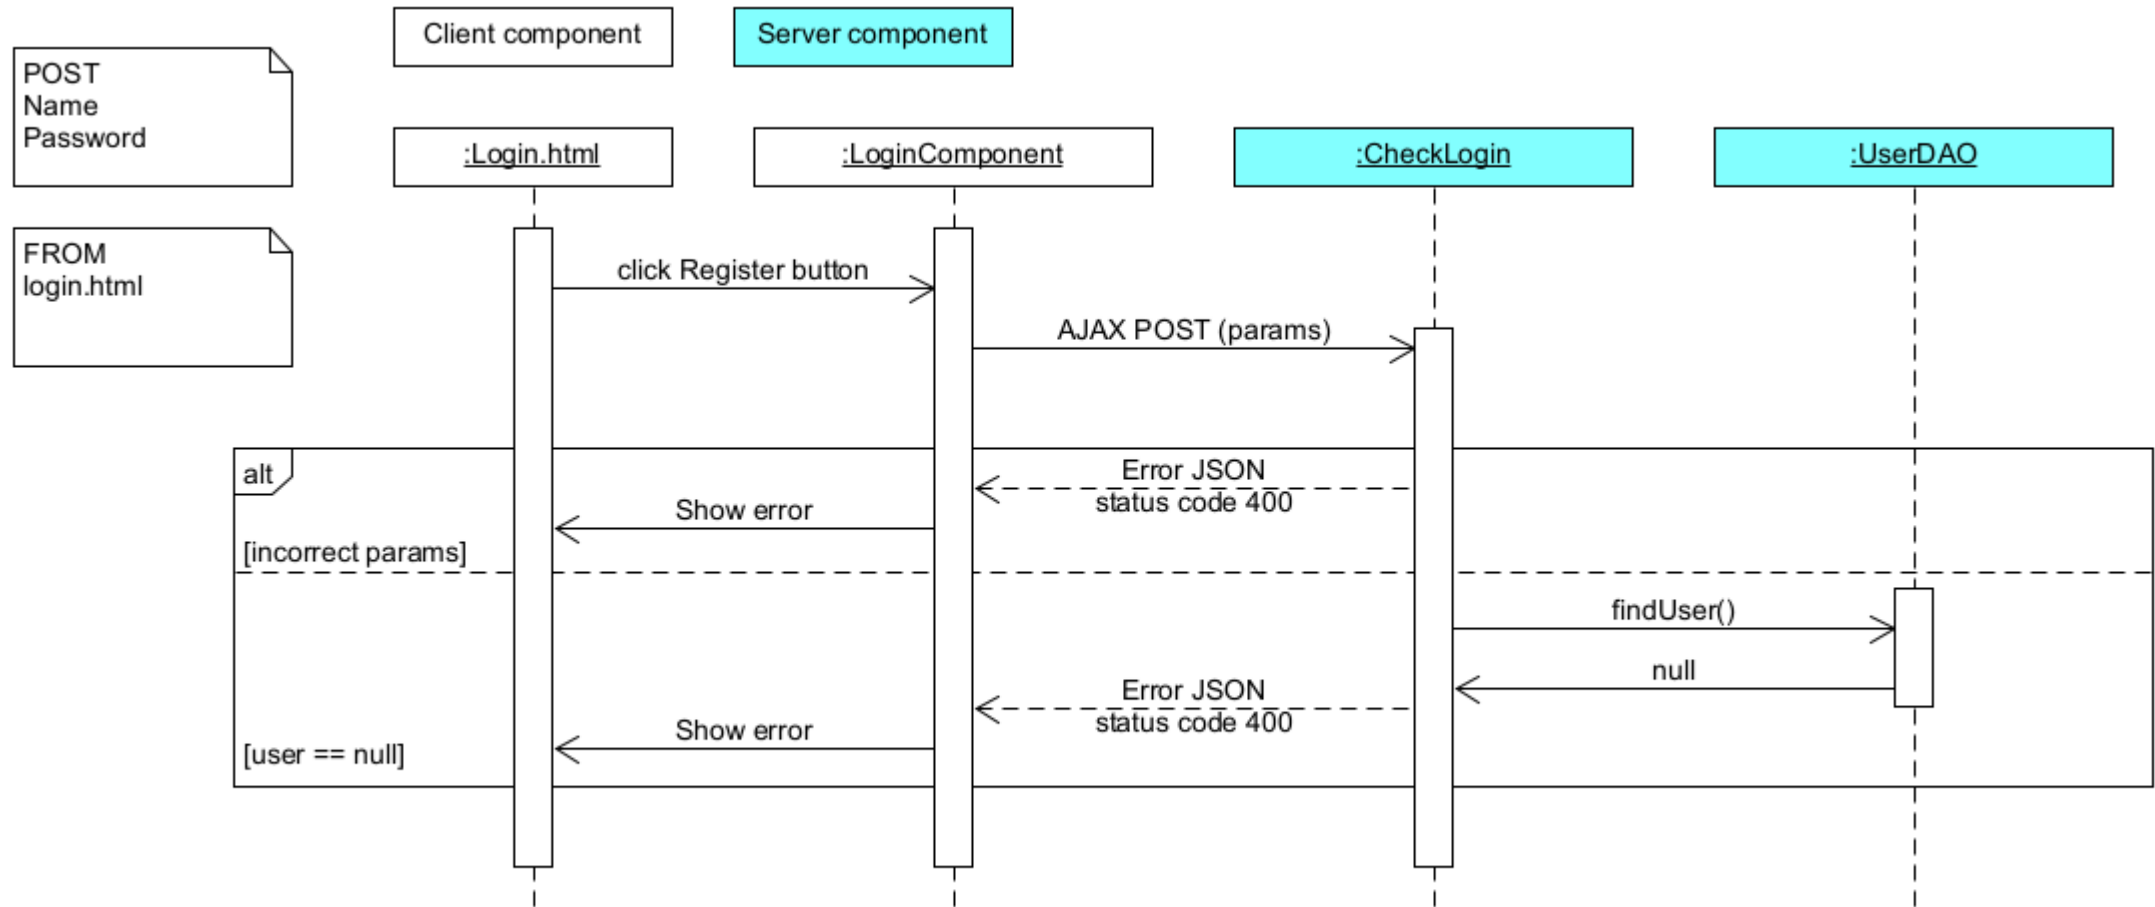 Client component
Server component
POST
Name
Password
:Login.html
:LoginComponent
:CheckLogin
:UserDAO
FROM
login.html
click Register button
AJAX POST (params)
alt
Error JSON
status code 400
Show error
[incorrect params]
findUser()
null
Error JSON
status code 400
Show error
[user == null]